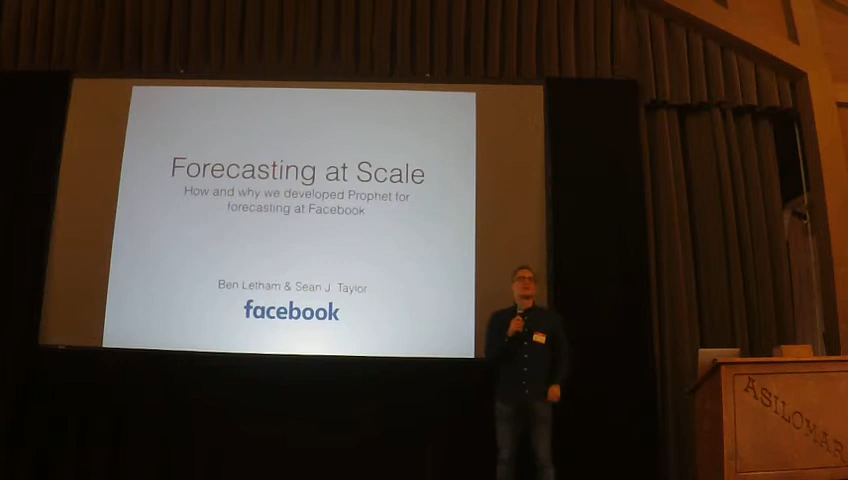 Forecasting at Scale
How and why we developed Prophet for
forecasting at Facebook
Ben Letham & Sean J. Taylor
facebook
ASILOMAR